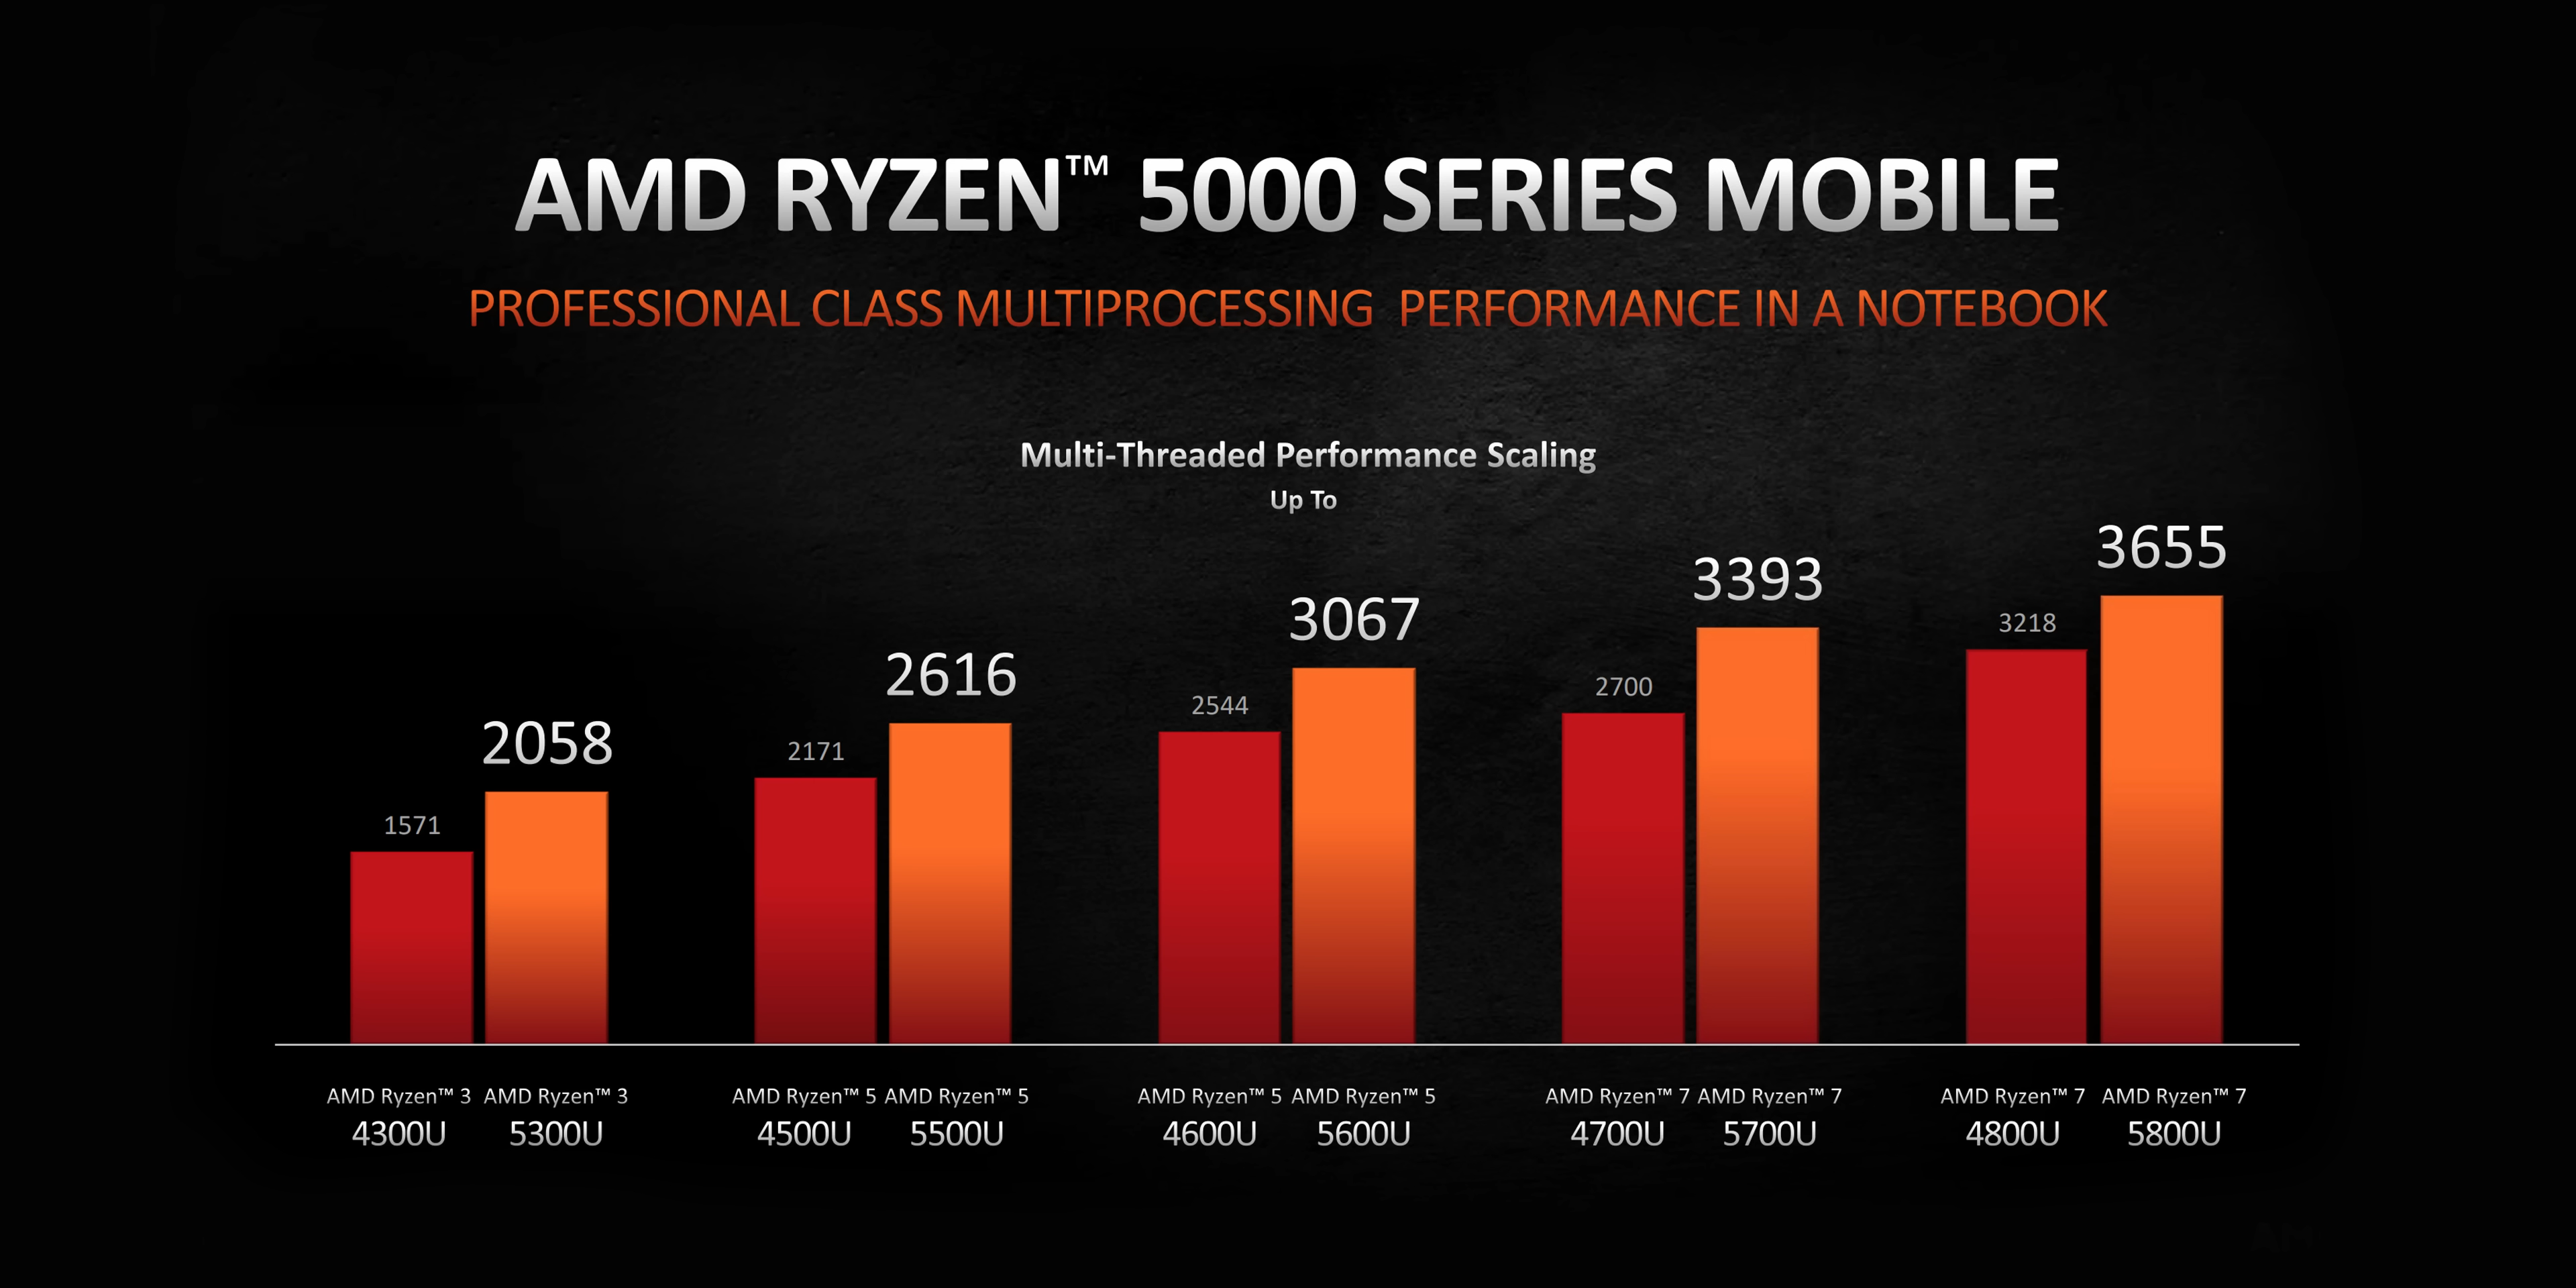 AMD RYZEN™ 5000 SERIES MOBILE
PROFESSIONAL CLASS MULTIPROCESSING PERFORMANCE IN A NOTEBOOK
Multi-Threaded Performance Scaling
Up To
1571 2058 2171 2616 2544 3067 2700 3393 3218 3655
AMD Ryzen™ 3 AMD Ryzen™ 3 AMD Ryzen™ 5 AMD Ryzen™ 5 AMD Ryzen™ 5 AMD Ryzen™ 5 AMD Ryzen™ 7 AMD Ryzen™ 7 AMD Ryzen™ 7 AMD Ryzen™ 7
4300U 5300U 4500U 5500U 4600U 5600U 4700U 5700U 4800U 5800U